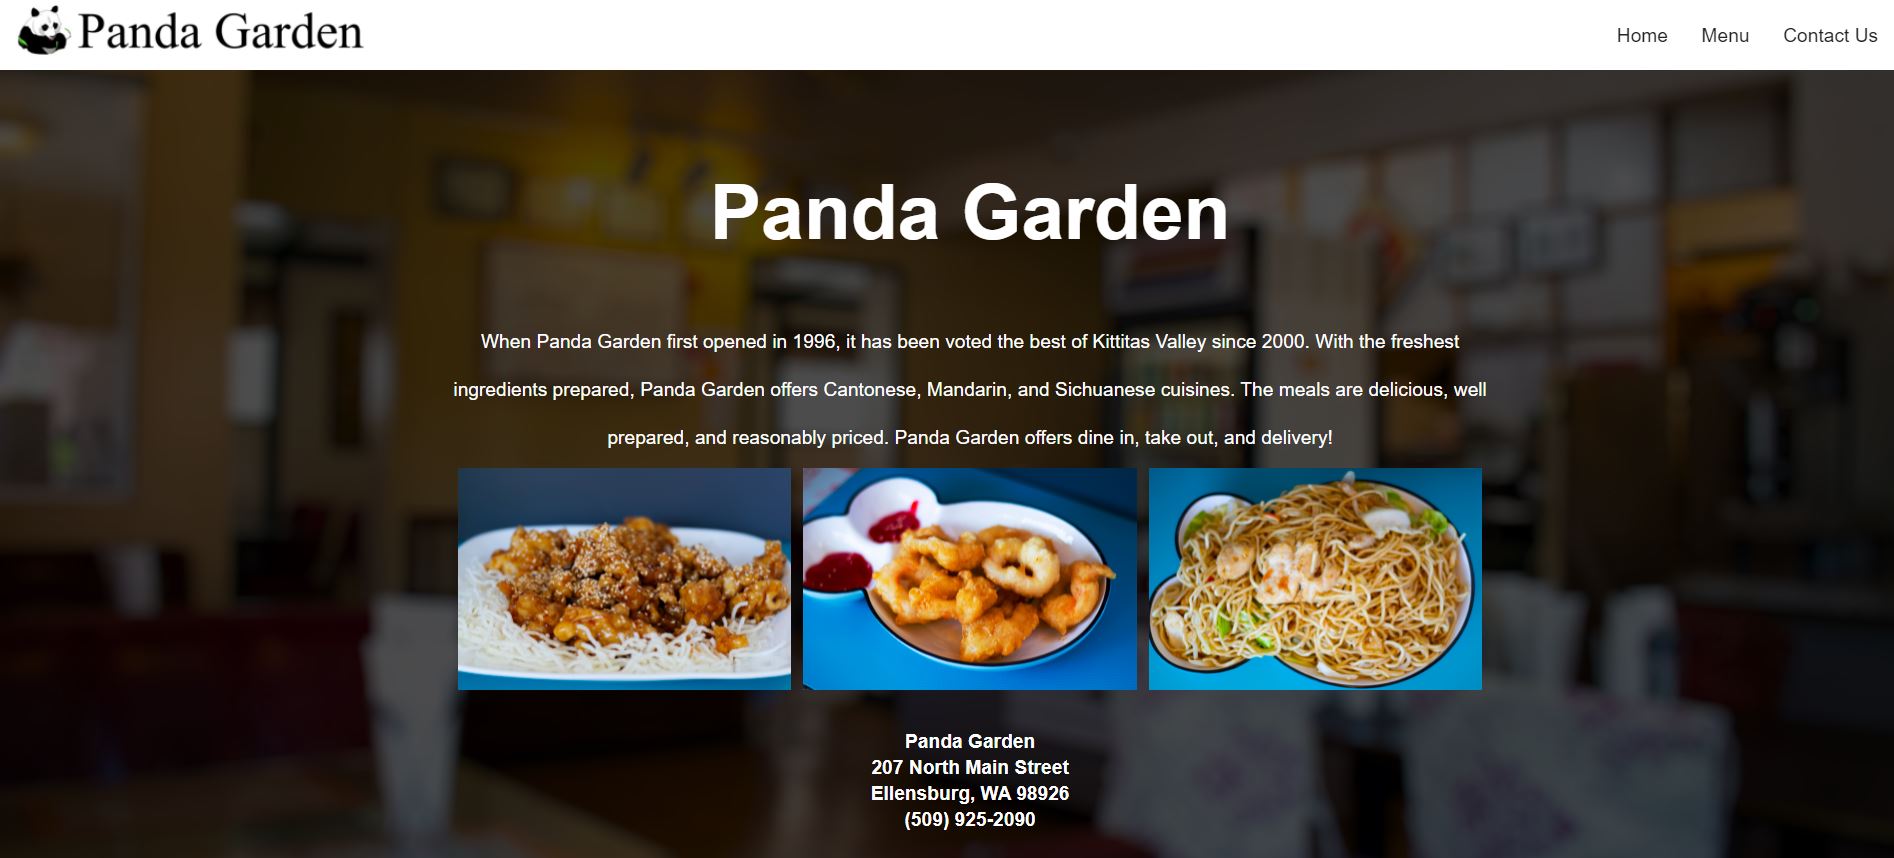 Panda Garden
Home Menu Contact Us
Panda Garden
When Panda Garden first opened in 1996, it has been voted the best of Kittitas Valley since 2000. With the freshest
ingredients prepared, Panda Garden offers Cantonese, Mandarin, and Sichuanese cuisines. The meals are delicious, well
prepared, and reasonably priced. Panda Garden offers dine in, take out, and delivery!
Panda Garden
207 North Main Street
Ellensburg, WA 98926
(509) 925-2090